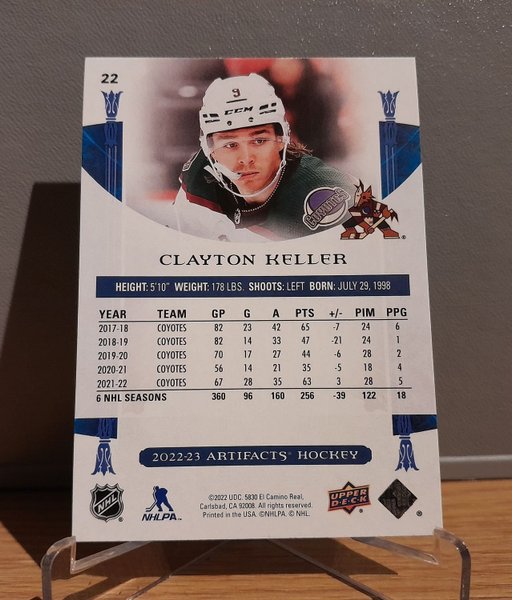 22
9
CCM
COYOTES
CLAYTON KELLER
HEIGHT: 5'10" WEIGHT: 178 LBS. SHOOTS: LEFT BORN: JULY 29, 1998
YEAR TEAM GP G A PTS +/- PIM PPG
2017-18 COYOTES 82 23 42 65 -7 24 6
2018-19 COYOTES 82 14 33 47 -21 24 1
2019-20 COYOTES 70 17 27 44 -6 28 2
2020-21 COYOTES 56 14 21 35 -5 18 4
2021-22 COYOTES 67 28 35 63 3 28 5
6 NHL SEASONS 360 96 160 256 -39 122 18
2022-23 ARTIFACTS® HOCKEY
NHL
NHLPA
©2022 UDC. 5830 El Camino Real,
Carlsbad, CA 92008. All rights reserved.
Printed in the USA. ©NHLPA. © NHL.
UPPER DECK